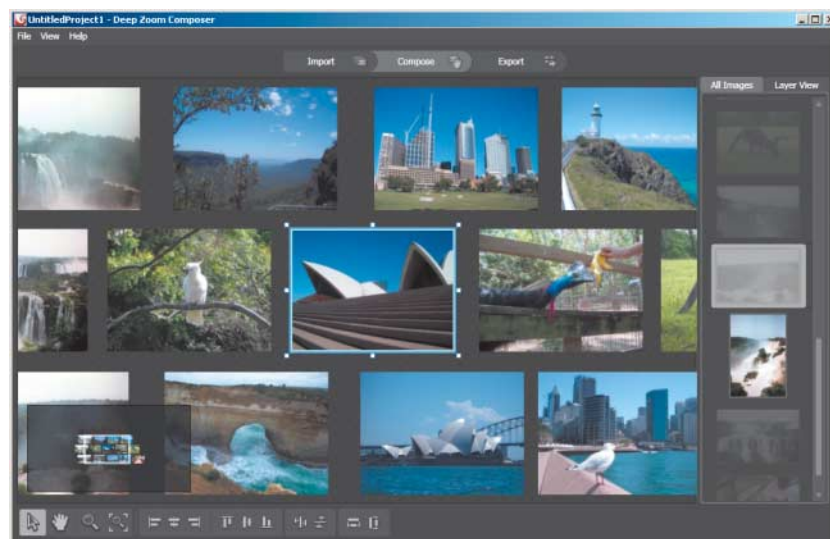 UntitledProject1 - Deep Zoom Composer
File View Help
Import Compose Export
All Images Layer View